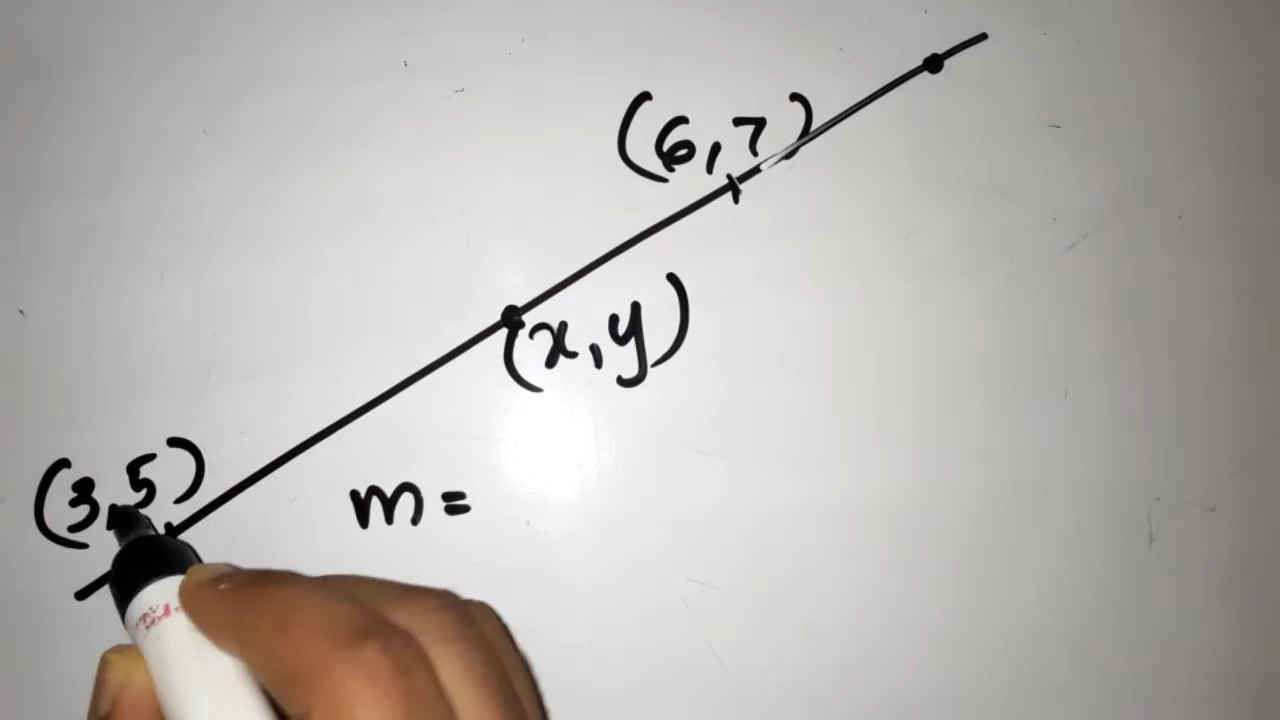 (6,7)
(x,y)
(3,5)
m=